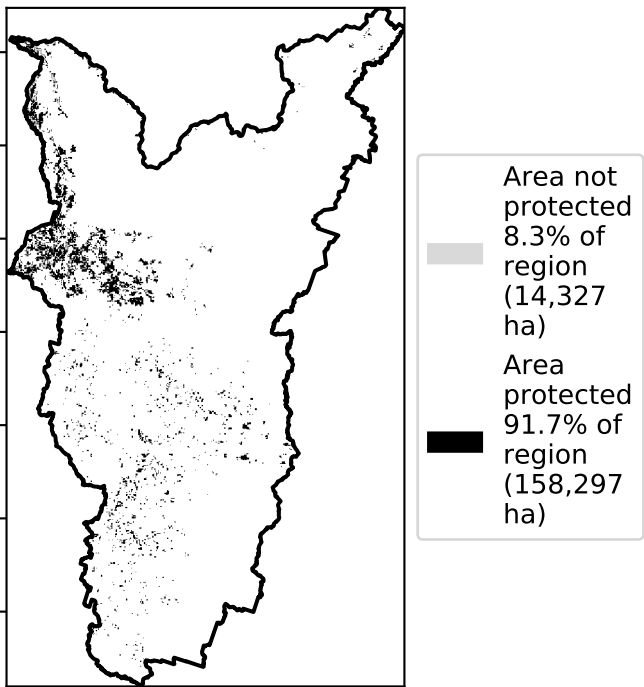 Area not
protected
8.3% of
region
(14,327
ha)
Area
protected
91.7% of
region
(158,297
ha)